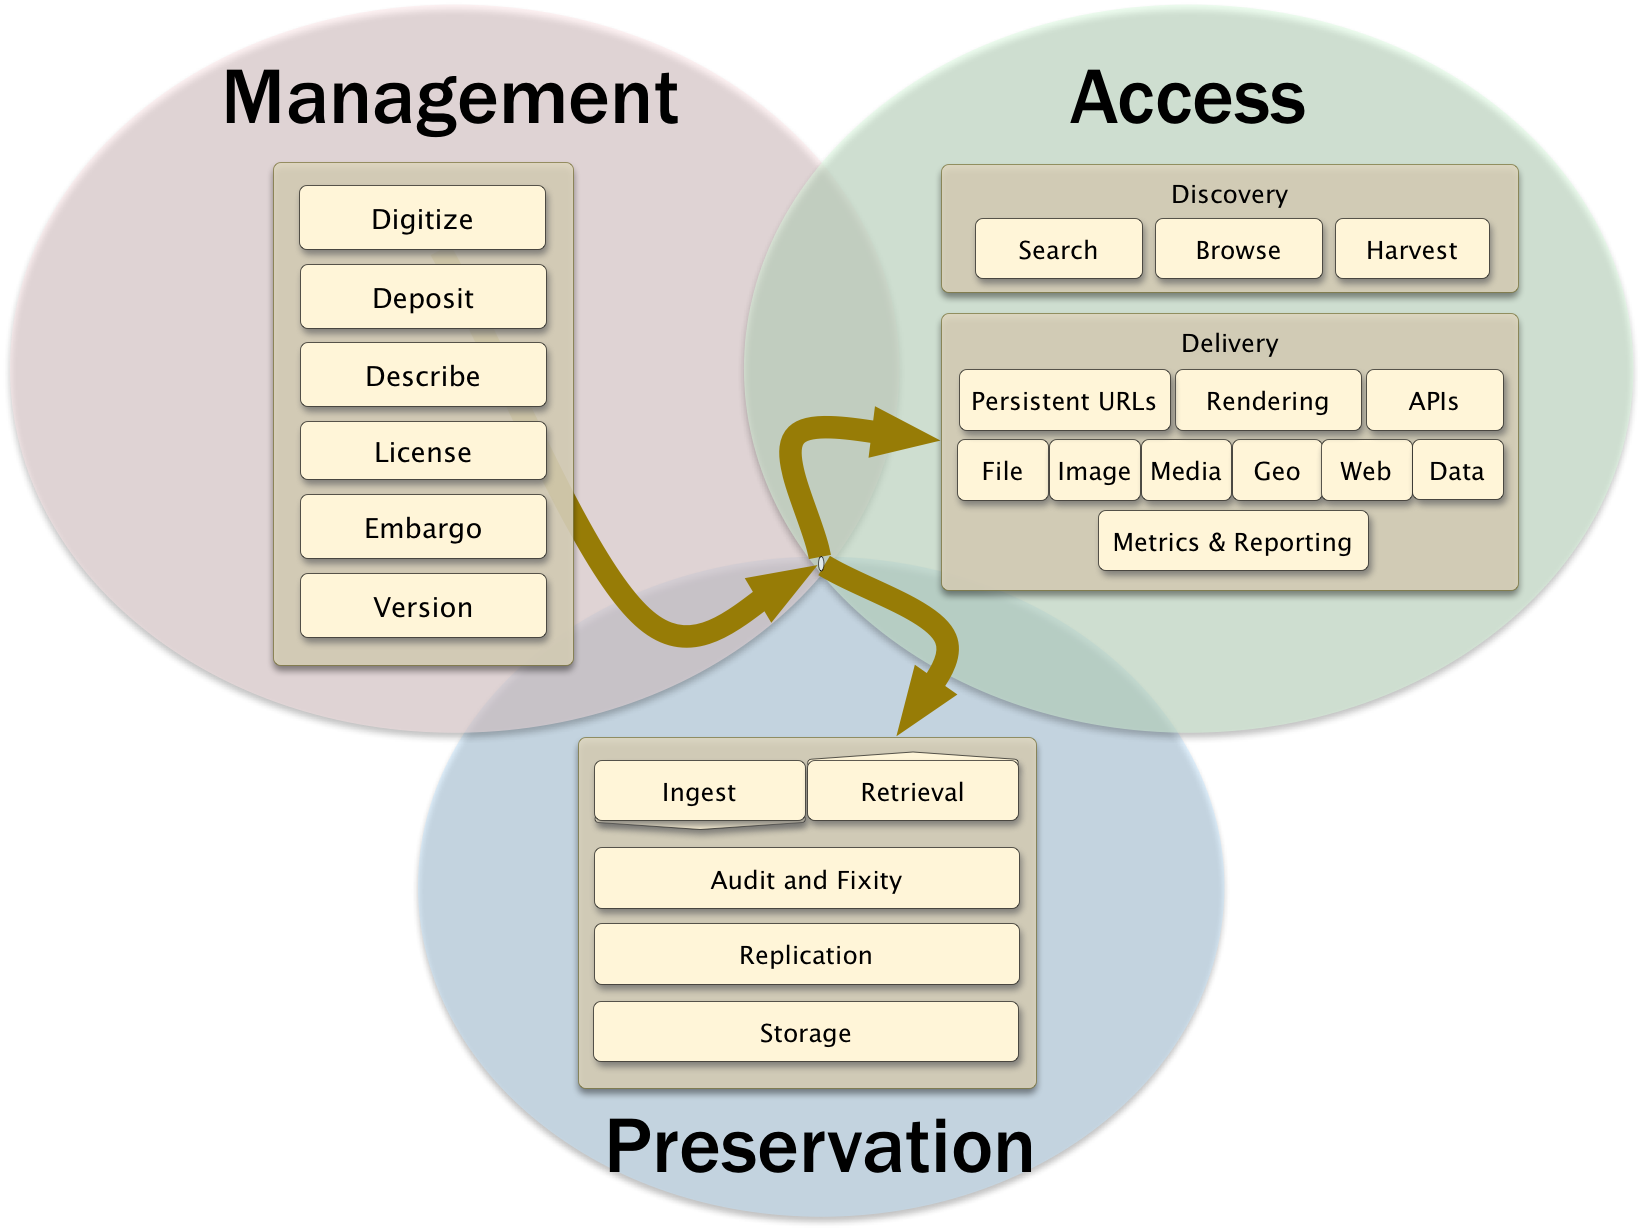 Management
Digitize
Deposit
Describe
License
Embargo
Version
Access
Discovery
Search Browse Harvest
Delivery
Persistent URLs Rendering APIs
File Image Media Geo Web Data
Metrics & Reporting
Ingest Retrieval
Audit and Fixity
Replication
Storage
Preservation